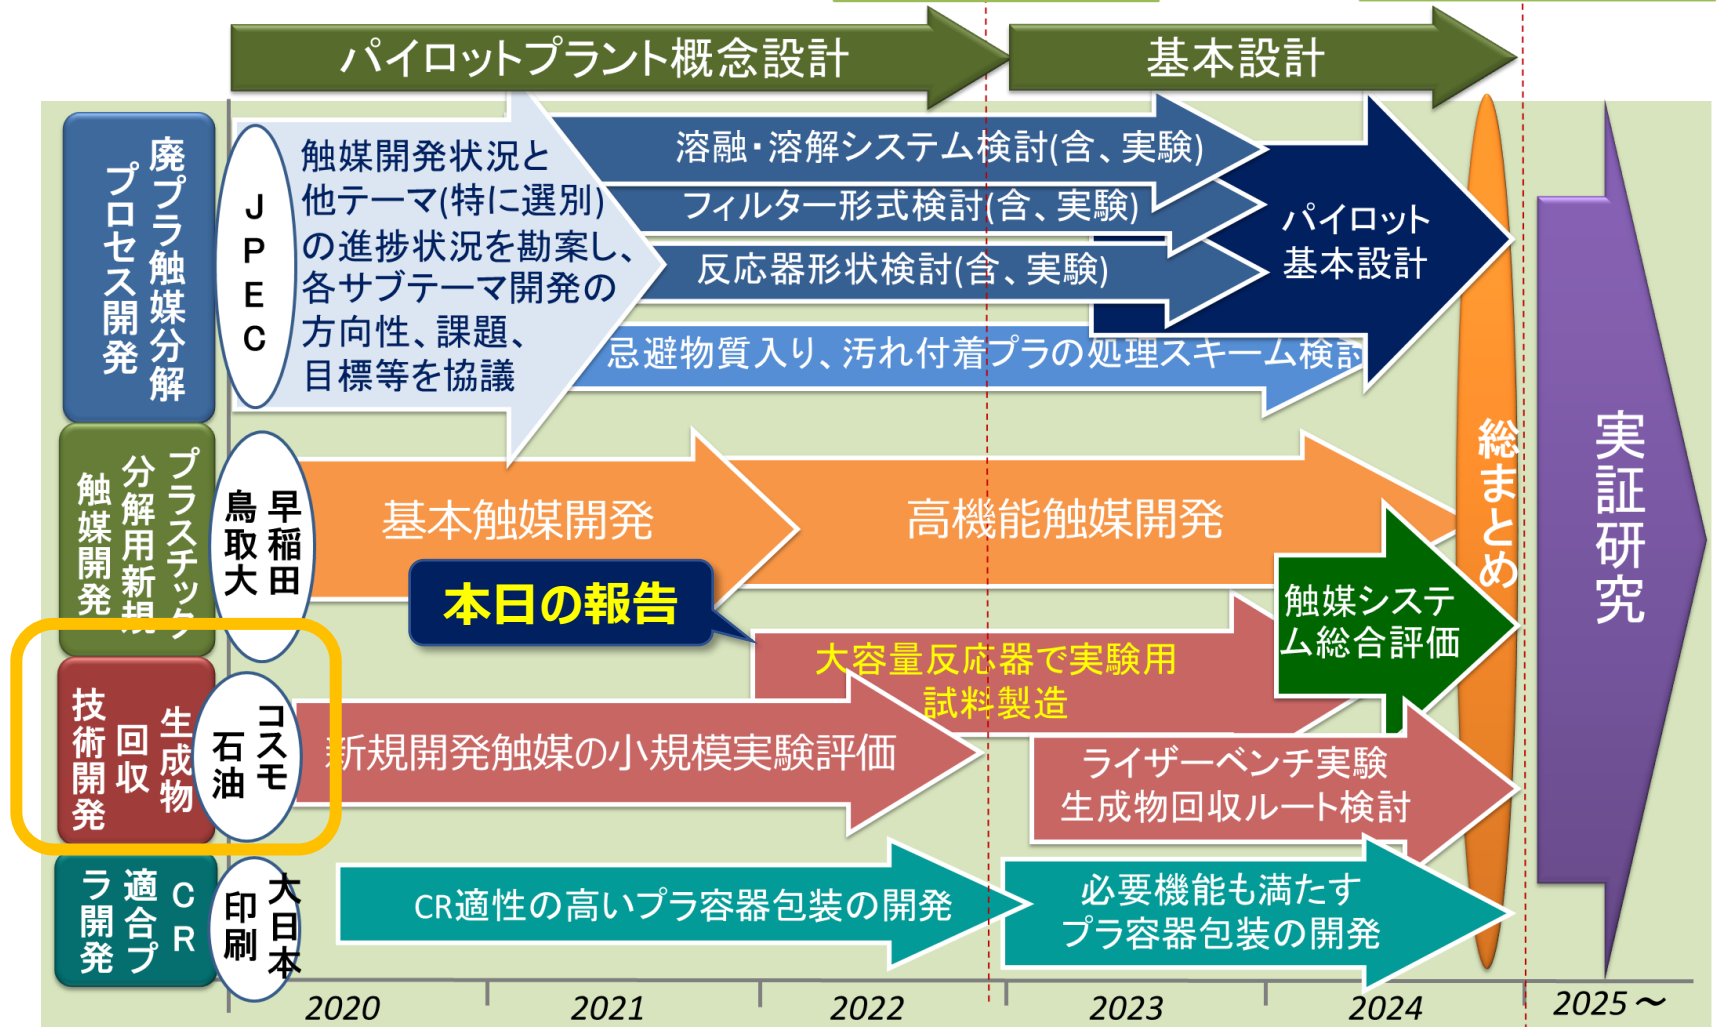 パイロットプラント概念設計
基本設計
廃プラ触媒分解
プロセス開発
JPEC
触媒開発状況と
他テーマ(特に選別)
の進捗状況を勘案し、
各サブテーマ開発の
方向性、課題、
目標等を協議
溶融・溶解システム検討(含、実験)
フィルター形式検討(含、実験)
反応器形状検討(含、実験)
忌避物質入り、汚れ付着プラの処理スキーム検討
パイロット
基本設計
プラスチック
分解用新規
触媒開発
早稲田
鳥取大
基本触媒開発
高機能触媒開発
本日の報告
大容量反応器で実験用
試料製造
触媒システ
ム総合評価
生成物
回収
技術開発
コスモ
石油
新規開発触媒の小規模実験評価
ライザーベンチ実験
生成物回収ルート検討
CR
適合プ
ラ開発
大日本
印刷
CR適性の高いプラ容器包装の開発
必要機能も満たす
プラ容器包装の開発
総まとめ
実証研究
2020
2021
2022
2023
2024
2025～